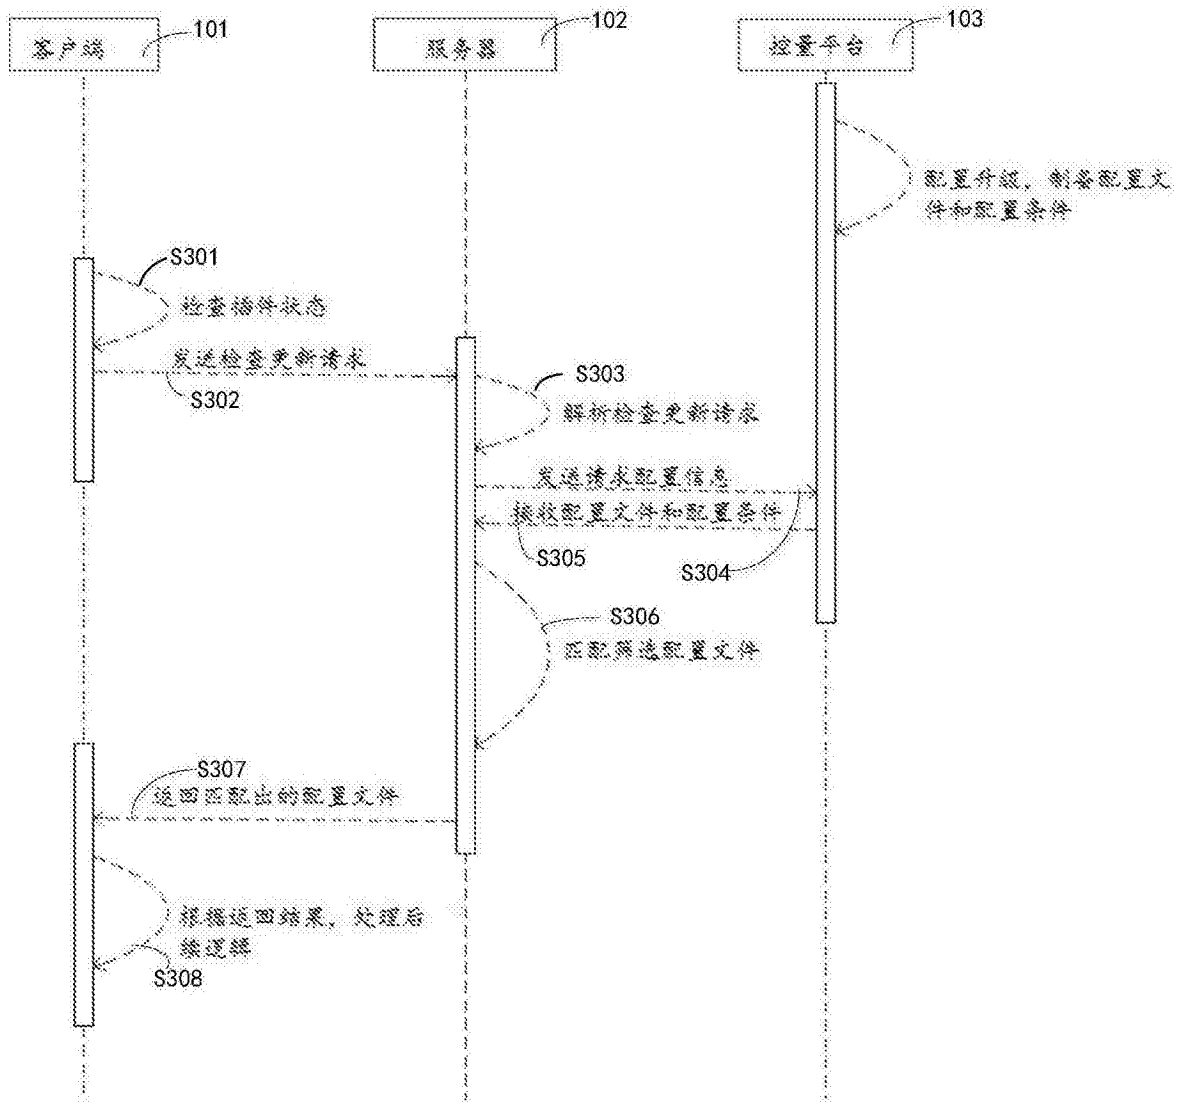 客户端
101
服务器
102
控量平台
103
配置升级，制备配置文
件和配置条件
S301
检查插件状态
发送检查更新请求
S302
S303
解析检查更新请求
发送请求配置信息
接收配置文件和配置条件
S305
S304
S306
匹配筛选配置文件
S307
返回匹配出的配置文件
根据返回结果，处理后
续逻辑
S308